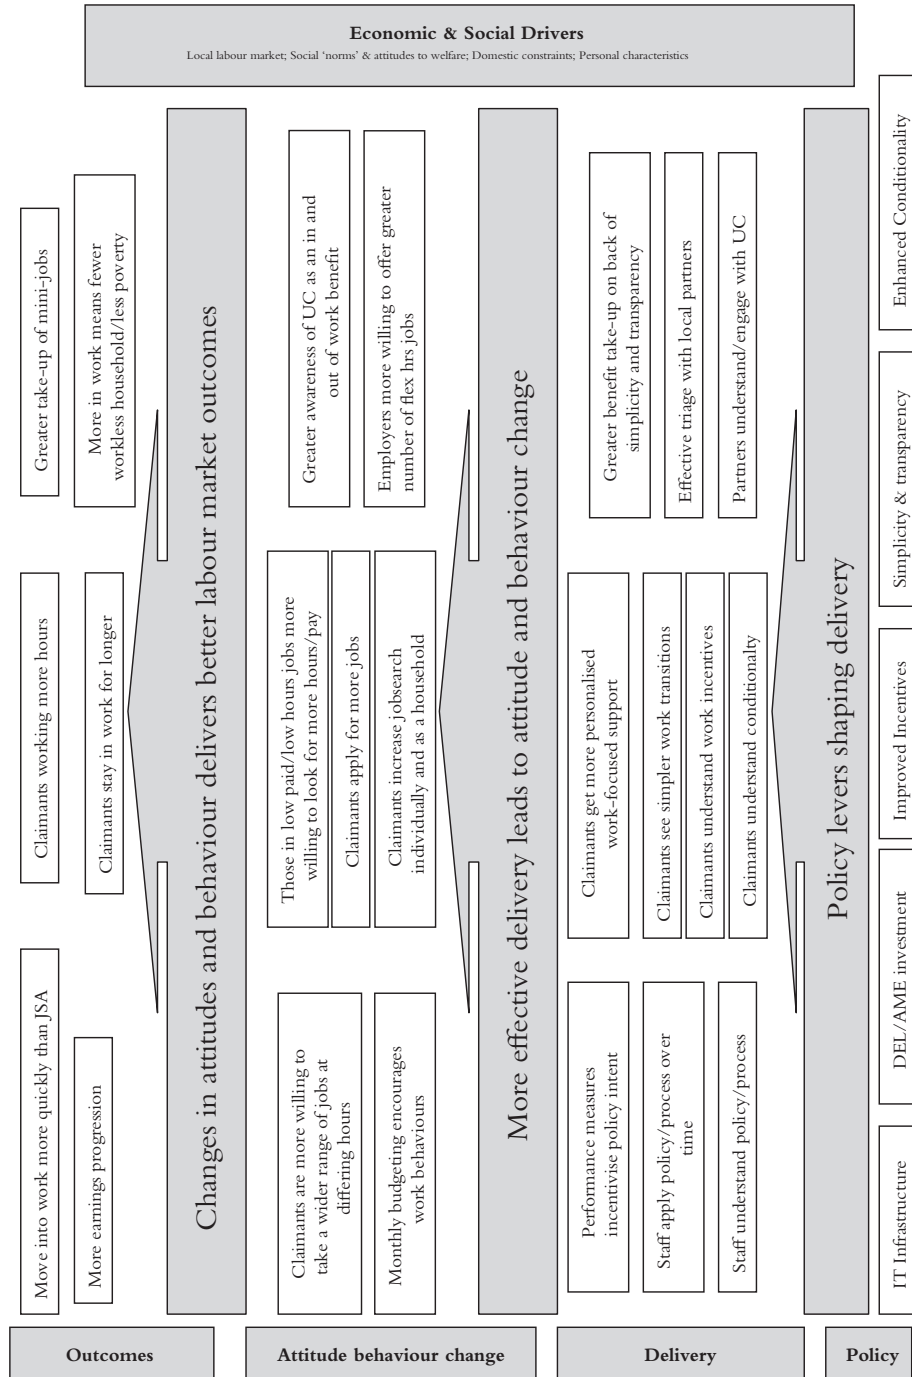 Economic & Social Drivers
Local labour market; Social ‘norms’ & attitudes to welfare; Domestic constraints; Personal characteristics
Outcomes
Move into work more quickly than JSA
More earnings progression
Claimants working more hours
Claimants stay in work for longer
Greater take-up of mini-jobs
More in work means fewer
workless household/less poverty
Changes in attitudes and behaviour delivers better labour market outcomes
Attitude behaviour change
Claimants are more willing to
take a wider range of jobs at
differing hours
Monthly budgeting encourages
work behaviours
Those in low paid/low hours jobs more
willing to look for more hours/pay
Claimants apply for more jobs
Claimants increase jobsearch
individually and as a household
Greater awareness of UC as an in and
out of work benefit
Employers more willing to offer greater
number of flex hrs jobs
More effective delivery leads to attitude and behaviour change
Delivery
Performance measures
incentivise policy intent
Staff apply policy/process over
time
Staff understand policy/process
Claimants get more personalised
work-focused support
Claimants see simpler work transitions
Claimants understand work incentives
Claimants understand conditionalty
Greater benefit take-up on back of
simplicity and transparency
Effective triage with local partners
Partners understand/engage with UC
Policy levers shaping delivery
Policy
IT Infrastructure
DEL/AME investment
Improved Incentives
Simplicity & transparency
Enhanced Conditionality